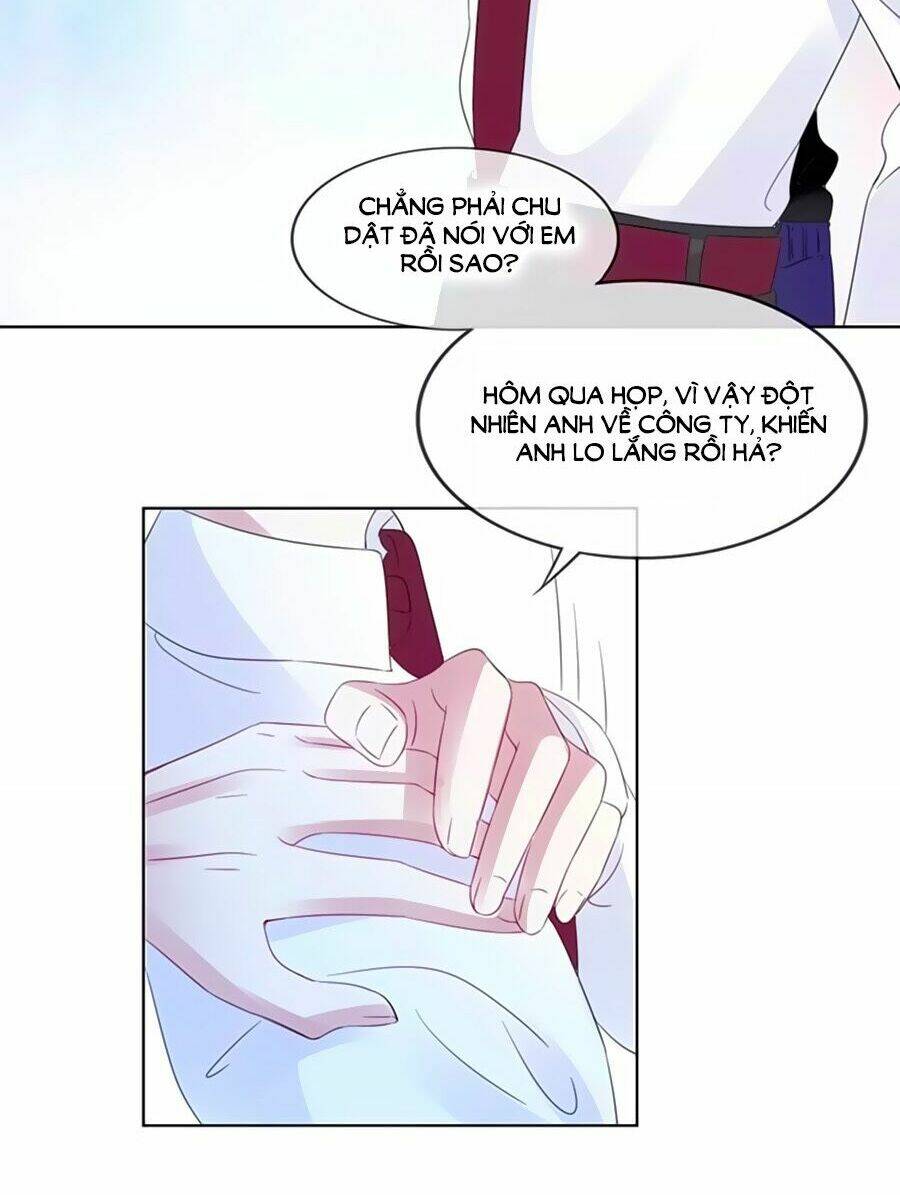 CHẲNG PHẢI CHU
DẬT ĐÃ NÓI VỚI EM
RỒI SAO?
HÔM QUA HỌP, VÌ VẬY ĐỘT
NHIÊN ANH VỀ CÔNG TY, KHIẾN
ANH LO LẮNG RỒI HẢ?